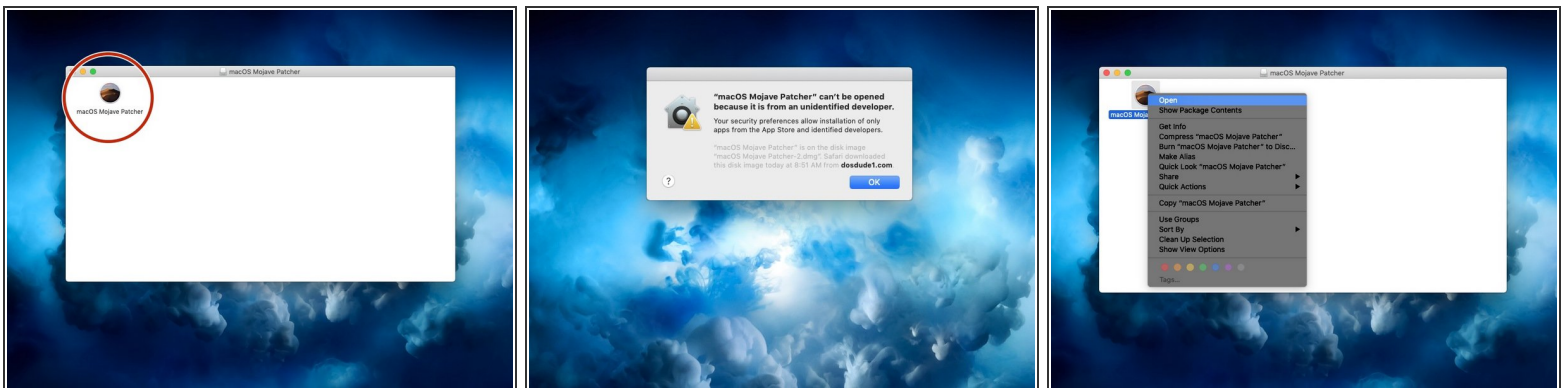 macOS Mojave Patcher
macOS Mojave Patcher
“macOS Mojave Patcher” can’t be opened
because it is from an unidentified developer.
Your security preferences allow installation of only
apps from the App Store and identified developers.
“macOS Mojave Patcher” is on the disk image
“macOS Mojave Patcher-2.dmg”. Safari downloaded
this disk image today at 8:51 AM from dosdude1.com
?
OK
macOS Mojave Patcher
macOS Moja
Open
Show Package Contents
Get Info
Compress “macOS Mojave Patcher”
Burn “macOS Mojave Patcher” to Disc...
Make Alias
Quick Look “macOS Mojave Patcher”
Share
Quick Actions
Copy “macOS Mojave Patcher”
Use Groups
Sort By
Clean Up Selection
Show View Options
Tags...